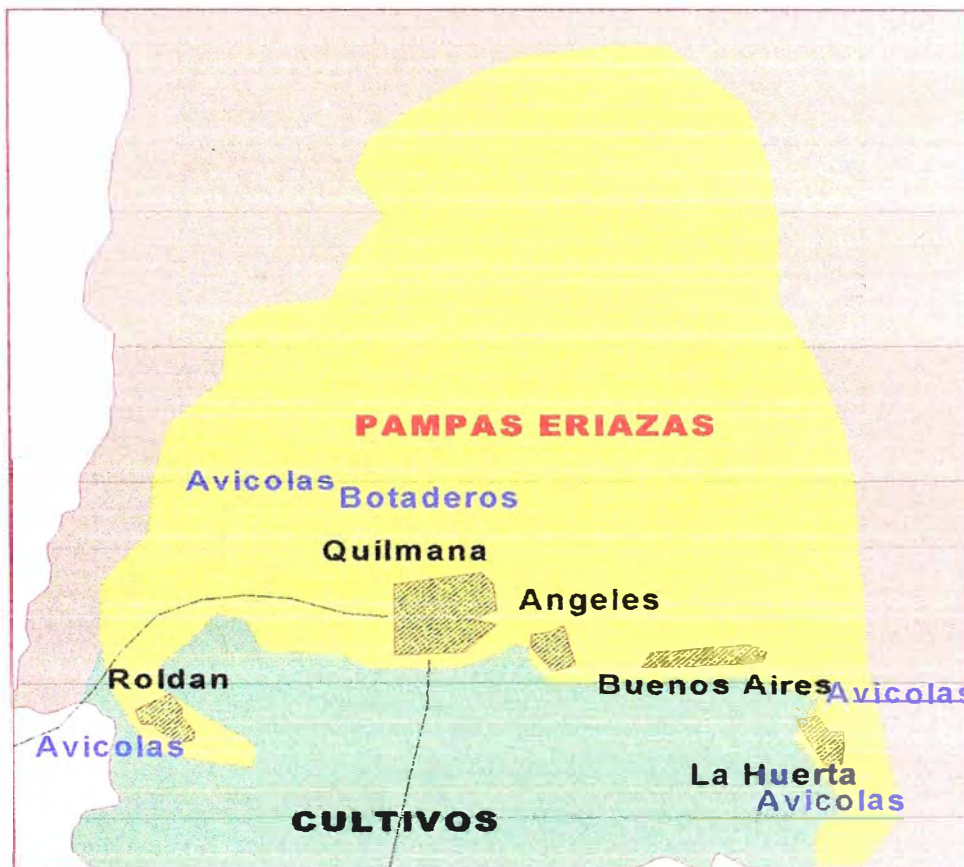 PAMPAS ERIAZAS
Avicolas
Botaderos
Quilmana
Angeles
Roldan
Buenos Aires
Avicolas
Avicolas
La Huerta
Avicolas
CULTIVOS